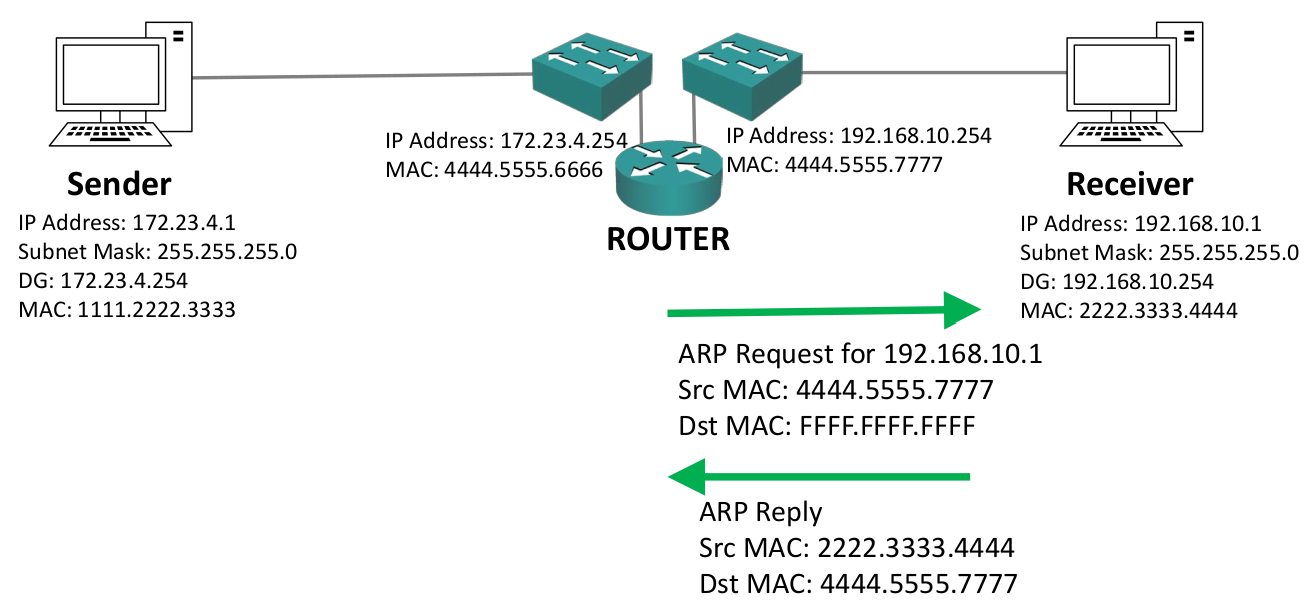 IP Address: 172.23.4.254
MAC: 4444.5555.6666
IP Address: 192.168.10.254
MAC: 4444.5555.7777
Sender
IP Address: 172.23.4.1
Subnet Mask: 255.255.255.0
DG: 172.23.4.254
MAC: 1111.2222.3333
ROUTER
Receiver
IP Address: 192.168.10.1
Subnet Mask: 255.255.255.0
DG: 192.168.10.254
MAC: 2222.3333.4444
ARP Request for 192.168.10.1
Src MAC: 4444.5555.7777
Dst MAC: FFFF.FFFF.FFFF
ARP Reply
Src MAC: 2222.3333.4444
Dst MAC: 4444.5555.7777